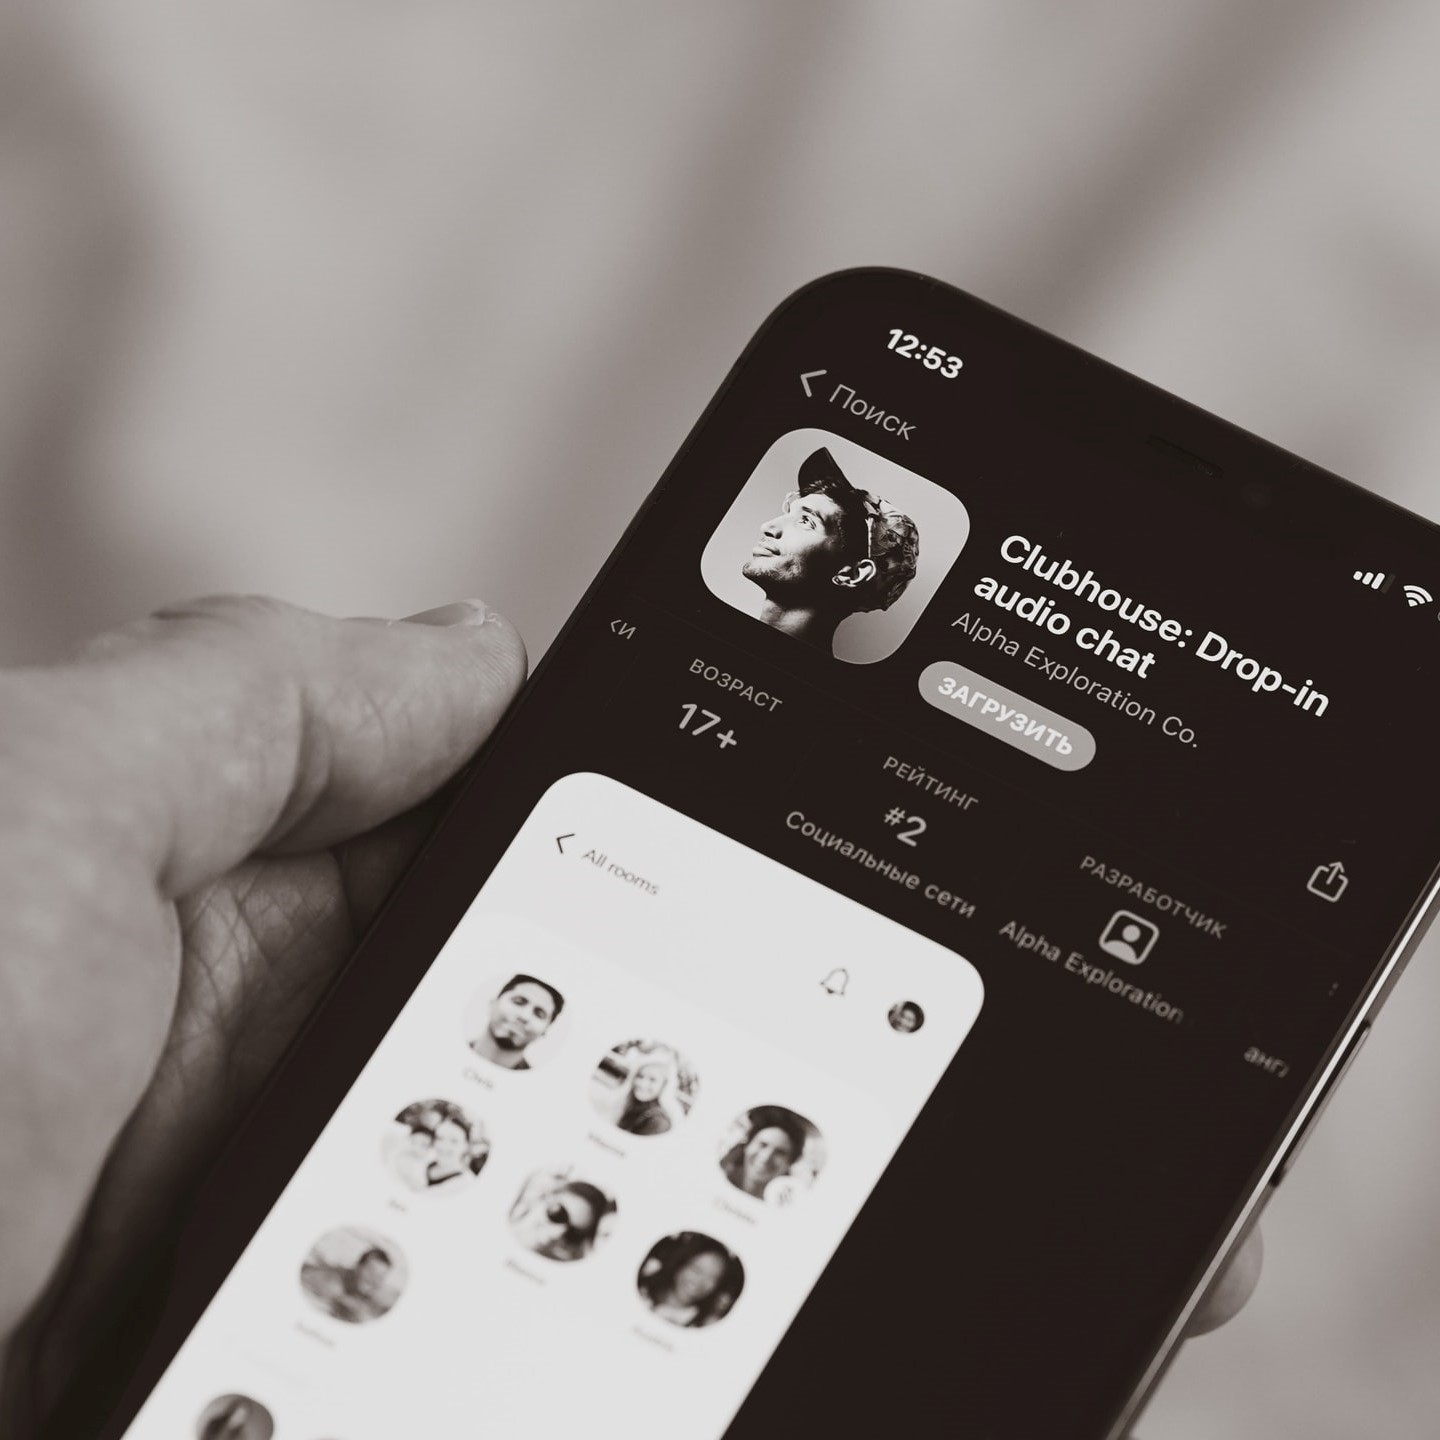 12:53
Поиск
Clubhouse: Drop-in
audio chat
Alpha Exploration Co.
ЗАГРУЗИТЬ
ки
ВОЗРАСТ
17+
РЕЙТИНГ
#2
Социальные сети
РАЗРАБОТЧИК
Alpha Exploration
англ
All rooms